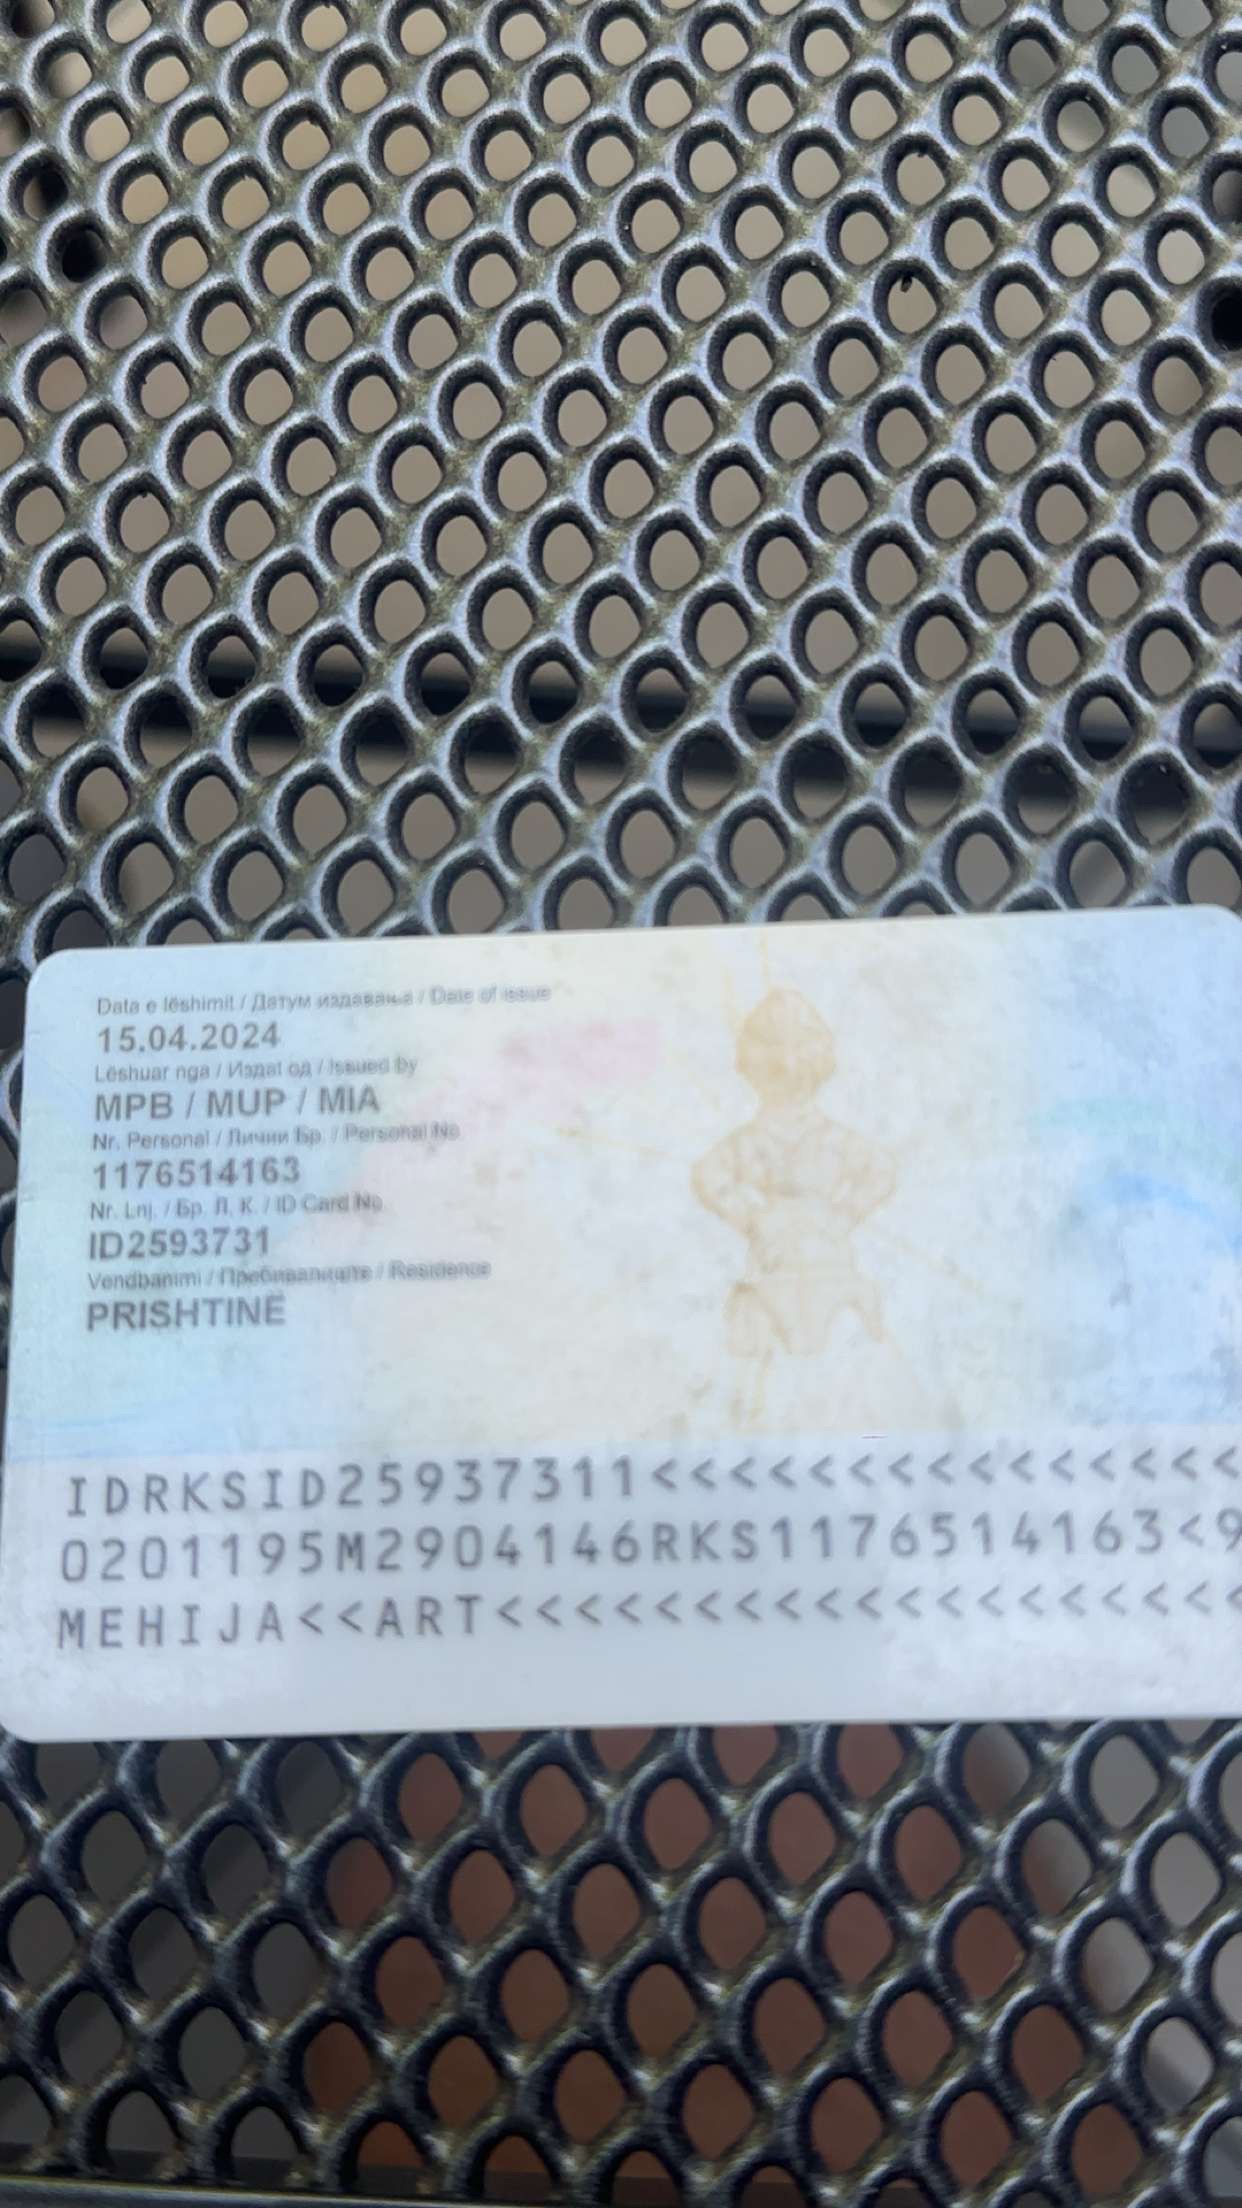 Data e lëshimit / Датум издавања / Date of issue
15.04.2024
Lëshuar nga / Издат од / Issued by
MPB / MUP / MIA
Nr. Personal / Лични Бр. / Personal No.
1176514163
Nr. Lnj. / Бр. Л. К. / ID Card No.
ID2593731
Vendbanimi / Пребивалиште / Residence
PRISHTINË
IDRKSID25937311<<<<<<<<<<<<<<<
0201195M2904146RKS1176514163<9
MEHIJA<<ART<<<<<<<<<<<<<<<<<<<